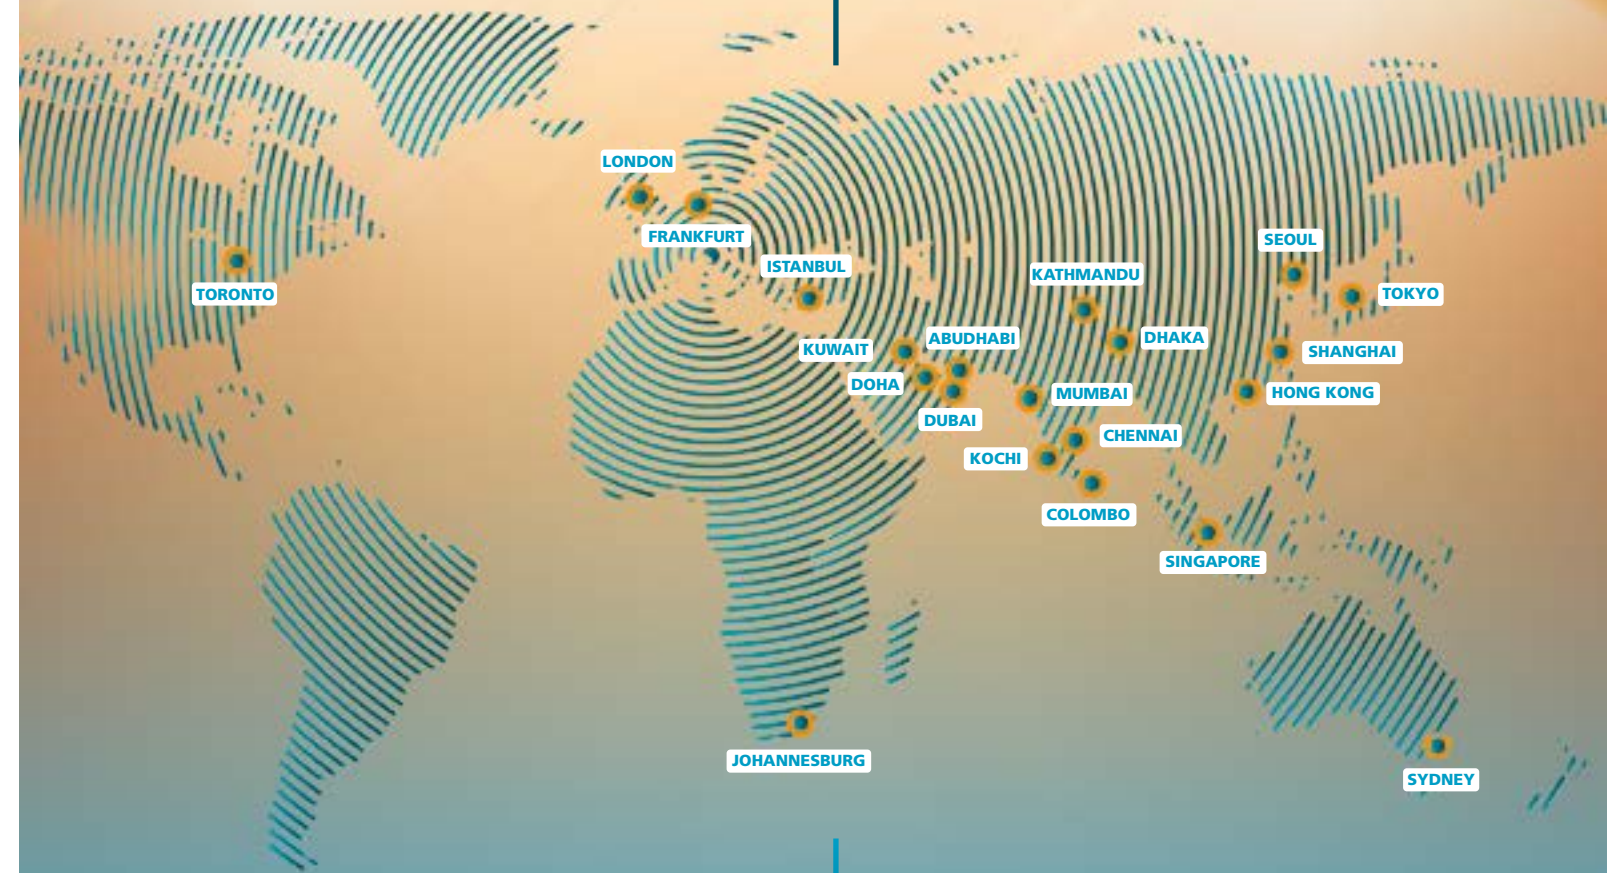 LONDON
FRANKFURT
SEOUL
ISTANBUL
KATHMANDU
TORONTO
TOKYO
ABUDHABI
DHAKA
KUWAIT
SHANGHAI
DOHA
MUMBAI
HONG KONG
DUBAI
CHENNAI
KOCHI
COLOMBO
SINGAPORE
JOHANNESBURG
SYDNEY